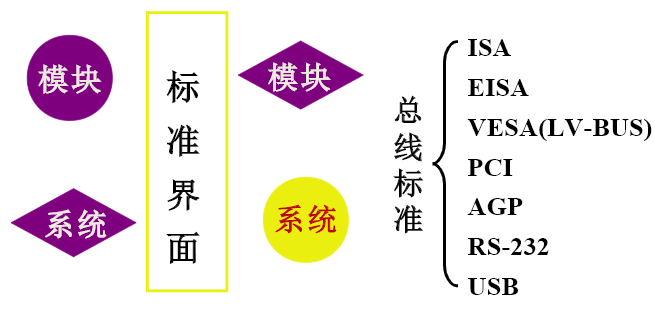 模块
系统
标准界面
模块
系统
总线标准
ISA
EISA
VESA(LV-BUS)
PCI
AGP
RS-232
USB